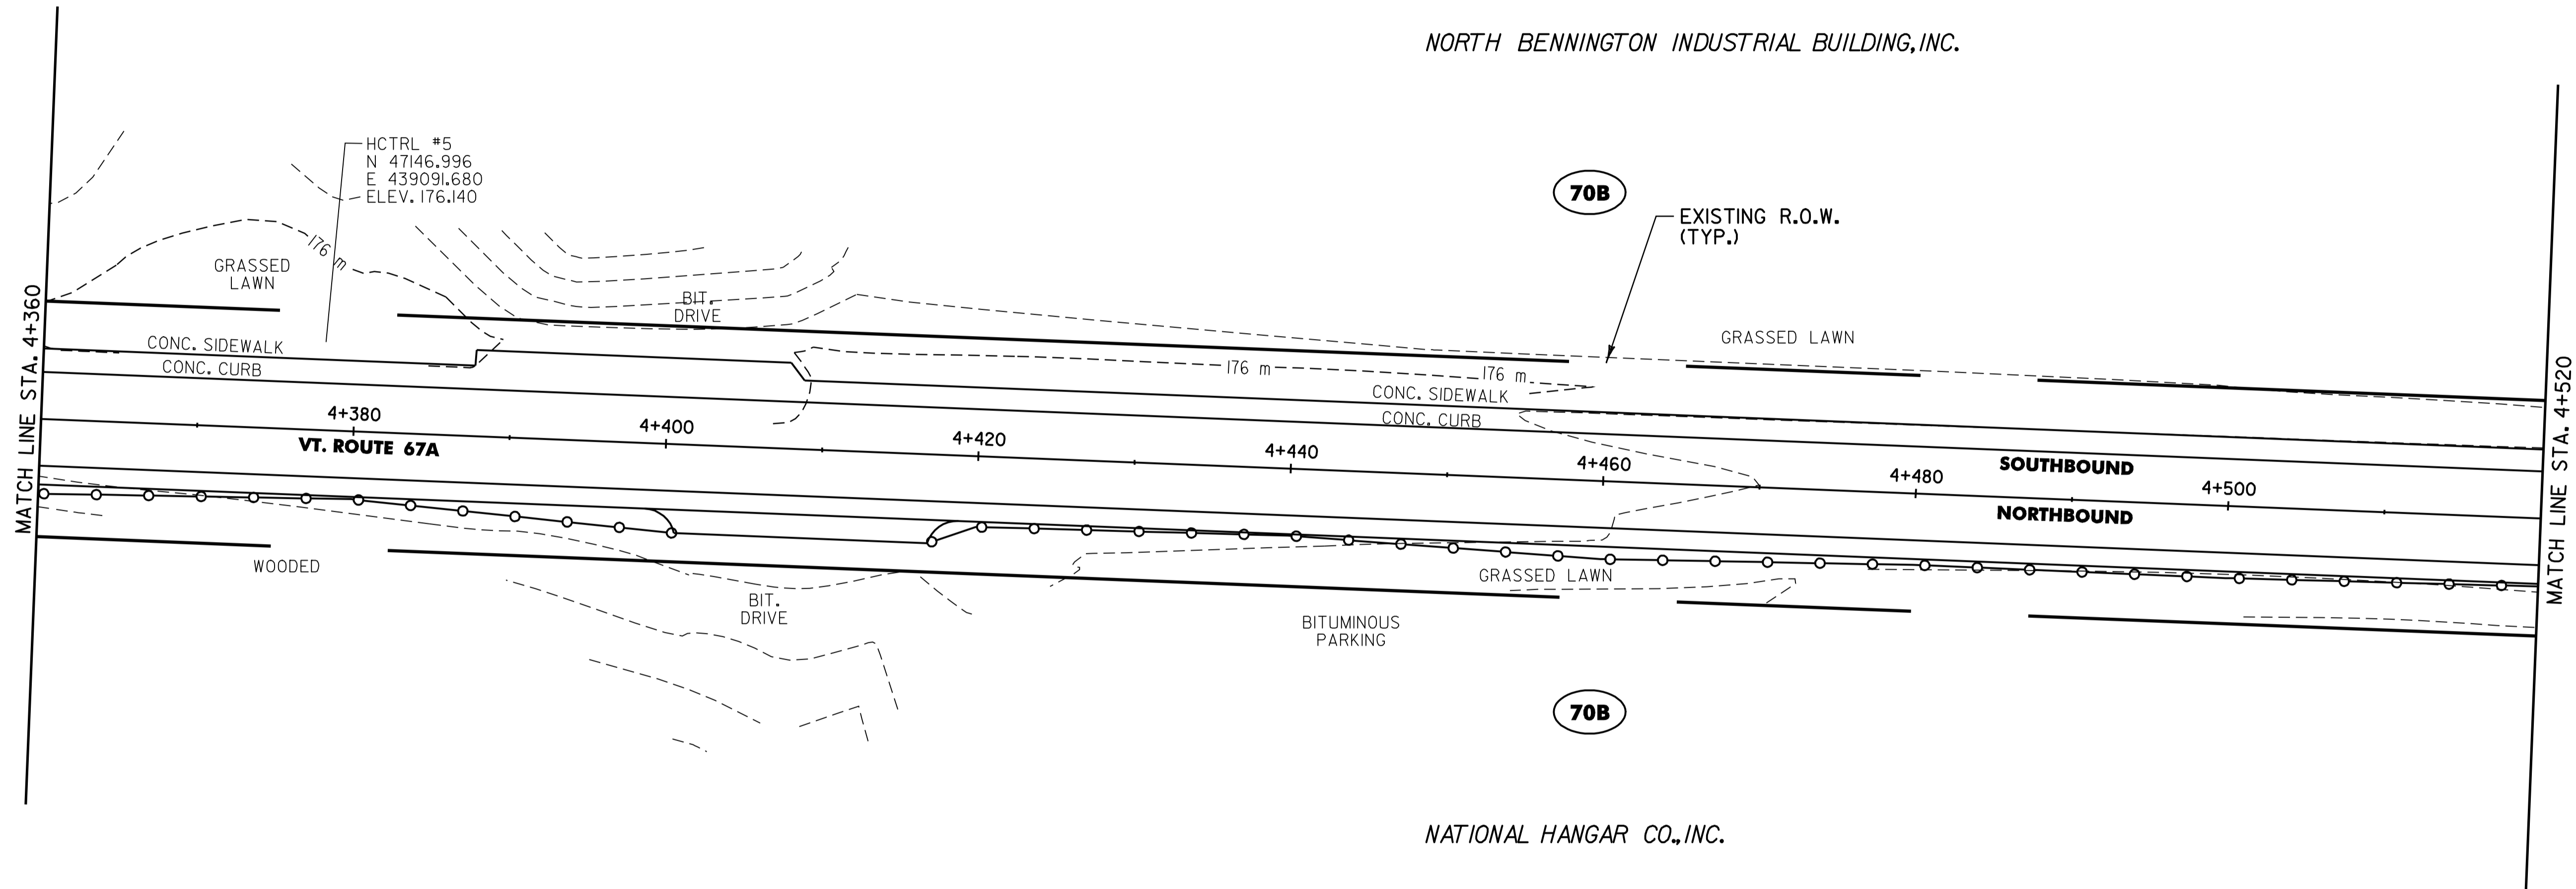 NORTH BENNINGTON INDUSTRIAL BUILDING, INC.
HCTRL #5
N 47146.996
E 439091.680
ELEV. 176.140
70B
EXISTING R.O.W.
(TYP.)
176 m
GRASSED
LAWN
BIT.
DRIVE
GRASSED LAWN
MATCH LINE STA. 4+360
CONC. SIDEWALK
CONC. CURB
176 m
176 m
CONC. SIDEWALK
CONC. CURB
MATCH LINE STA. 4+520
4+380
4+400
4+420
4+440
4+460
4+480
4+500
VT. ROUTE 67A
SOUTHBOUND
NORTHBOUND
WOODED
BIT.
DRIVE
GRASSED LAWN
BITUMINOUS
PARKING
70B
NATIONAL HANGAR CO., INC.